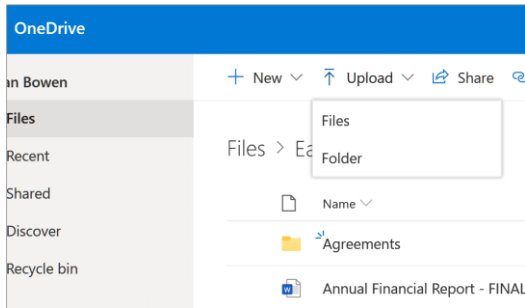 OneDrive
an Bowen
New Upload Share
Files
Files
Recent
Folder
Files > Ea
Shared
Name
Discover
Agreements
Recycle bin
Annual Financial Report - FINAL